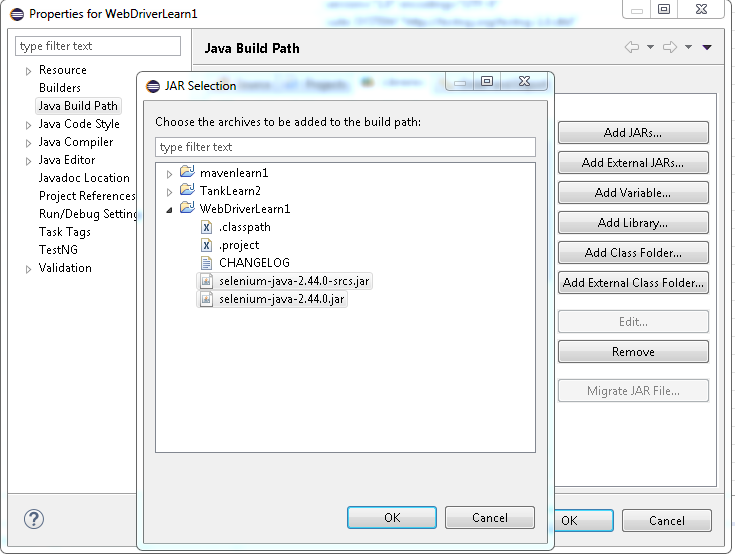 Properties for WebDriverLearn1
type filter text
Resource
Builders
Java Build Path
Java Code Style
Java Compiler
Java Editor
Javadoc Location
Project References
Run/Debug Setting
Task Tags
TestNG
Validation
Java Build Path
JAR Selection
Choose the archives to be added to the build path:
type filter text
mavenlearn1
TankLearn2
WebDriverLearn1
.classpath
.project
CHANGELOG
selenium-java-2.44.0-srcs.jar
selenium-java-2.44.0.jar
OK
Cancel
Add JARs...
Add External JARs...
Add Variable...
Add Library...
Add Class Folder...
Add External Class Folder...
Edit...
Remove
Migrate JAR File...
OK
Cancel